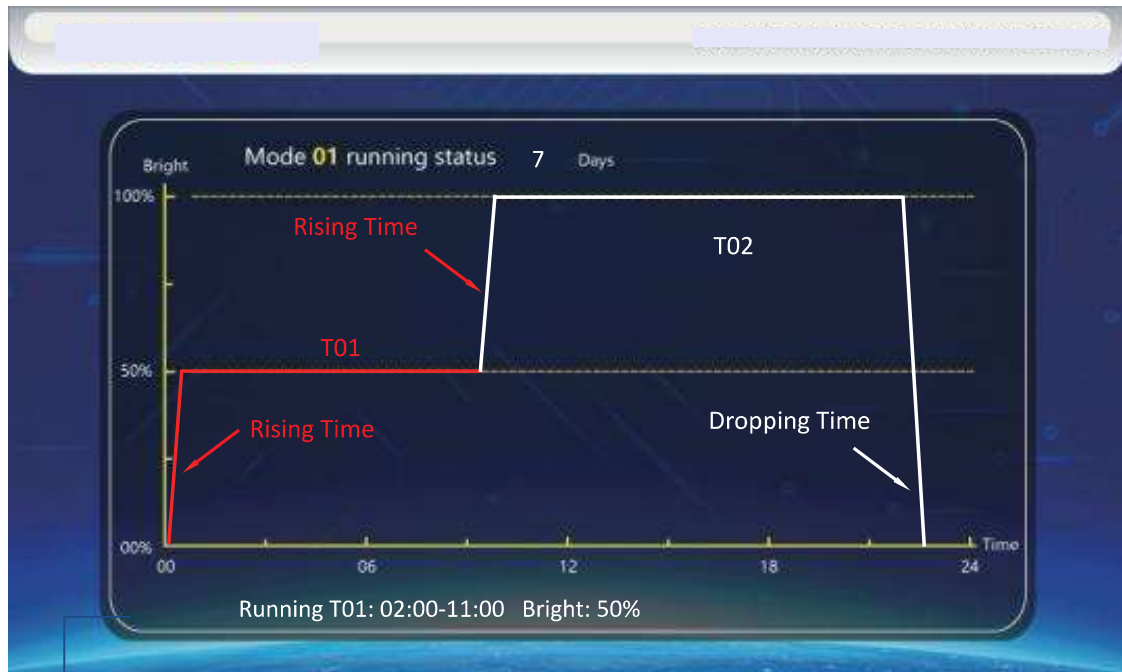 Mode 01 running status 7 Days
Bright
100%
Rising Time
T02
T01
50%
Rising Time
Dropping Time
00%
Time
00 06 12 18 24
Running T01: 02:00-11:00 Bright: 50%